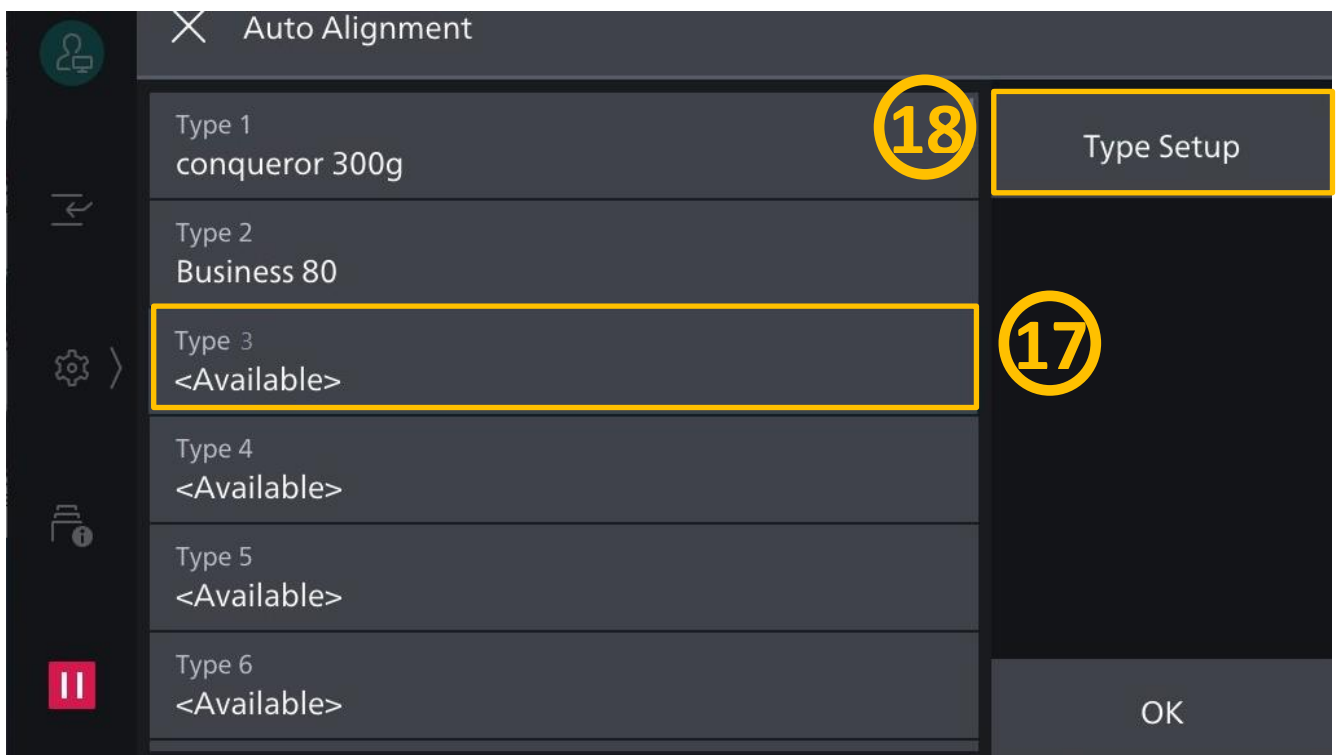 Auto Alignment
Type 1
conqueror 300g
18
Type Setup
Type 2
Business 80
Type 3
<Available>
17
Type 4
<Available>
Type 5
<Available>
Type 6
<Available>
OK